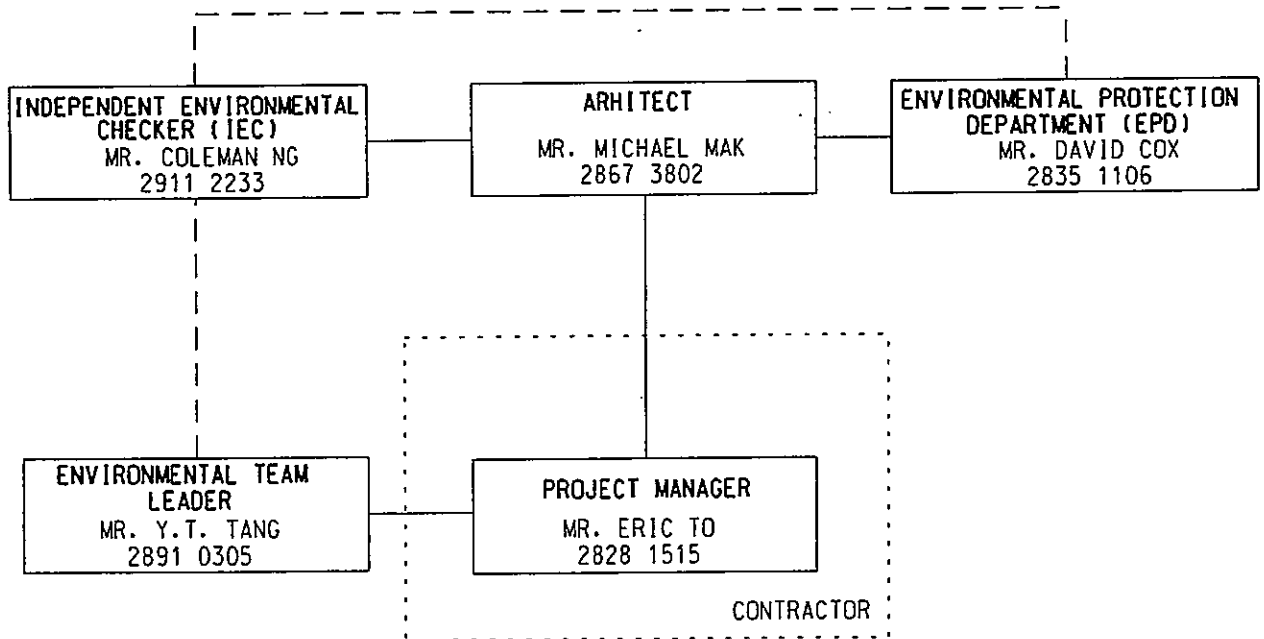 INDEPENDENT ENVIRONMENTAL
CHECKER (IEC)
MR. COLEMAN NG
2911 2233
ARHITECT
MR. MICHAEL MAK
2867 3802
ENVIRONMENTAL PROTECTION
DEPARTMENT (EPD)
MR. DAVID COX
2835 1106
ENVIRONMENTAL TEAM
LEADER
MR. Y.T. TANG
2891 0305
PROJECT MANAGER
MR. ERIC TO
2828 1515
CONTRACTOR